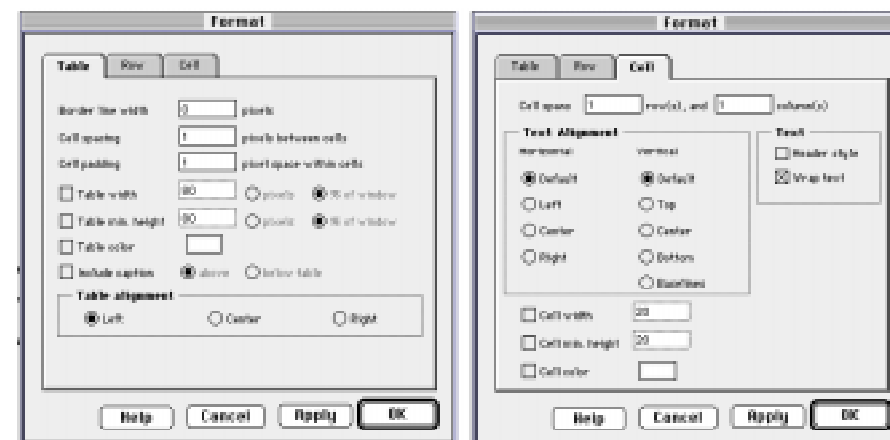 Format
Table Row Cell
Border line width 0 pixels
Cell spacing 1 pixels between cells
Cell padding 1 pixel space within cells
Table width 80 pixels % of window
Table min. height 80 pixels % of window
Table color
Include caption above below table
Table alignment
Left Center Right
Help Cancel Apply OK
Format
Table Row Cell
Cell spans 1 row(s), and 1 column(s)
Text Alignment
Horizontal Vertical
Default Default
Left Top
Center Center
Right Bottom
Baselines
Text
Header style
Wrap text
Cell width 20
Cell min. height 20
Cell color
Help Cancel Apply OK